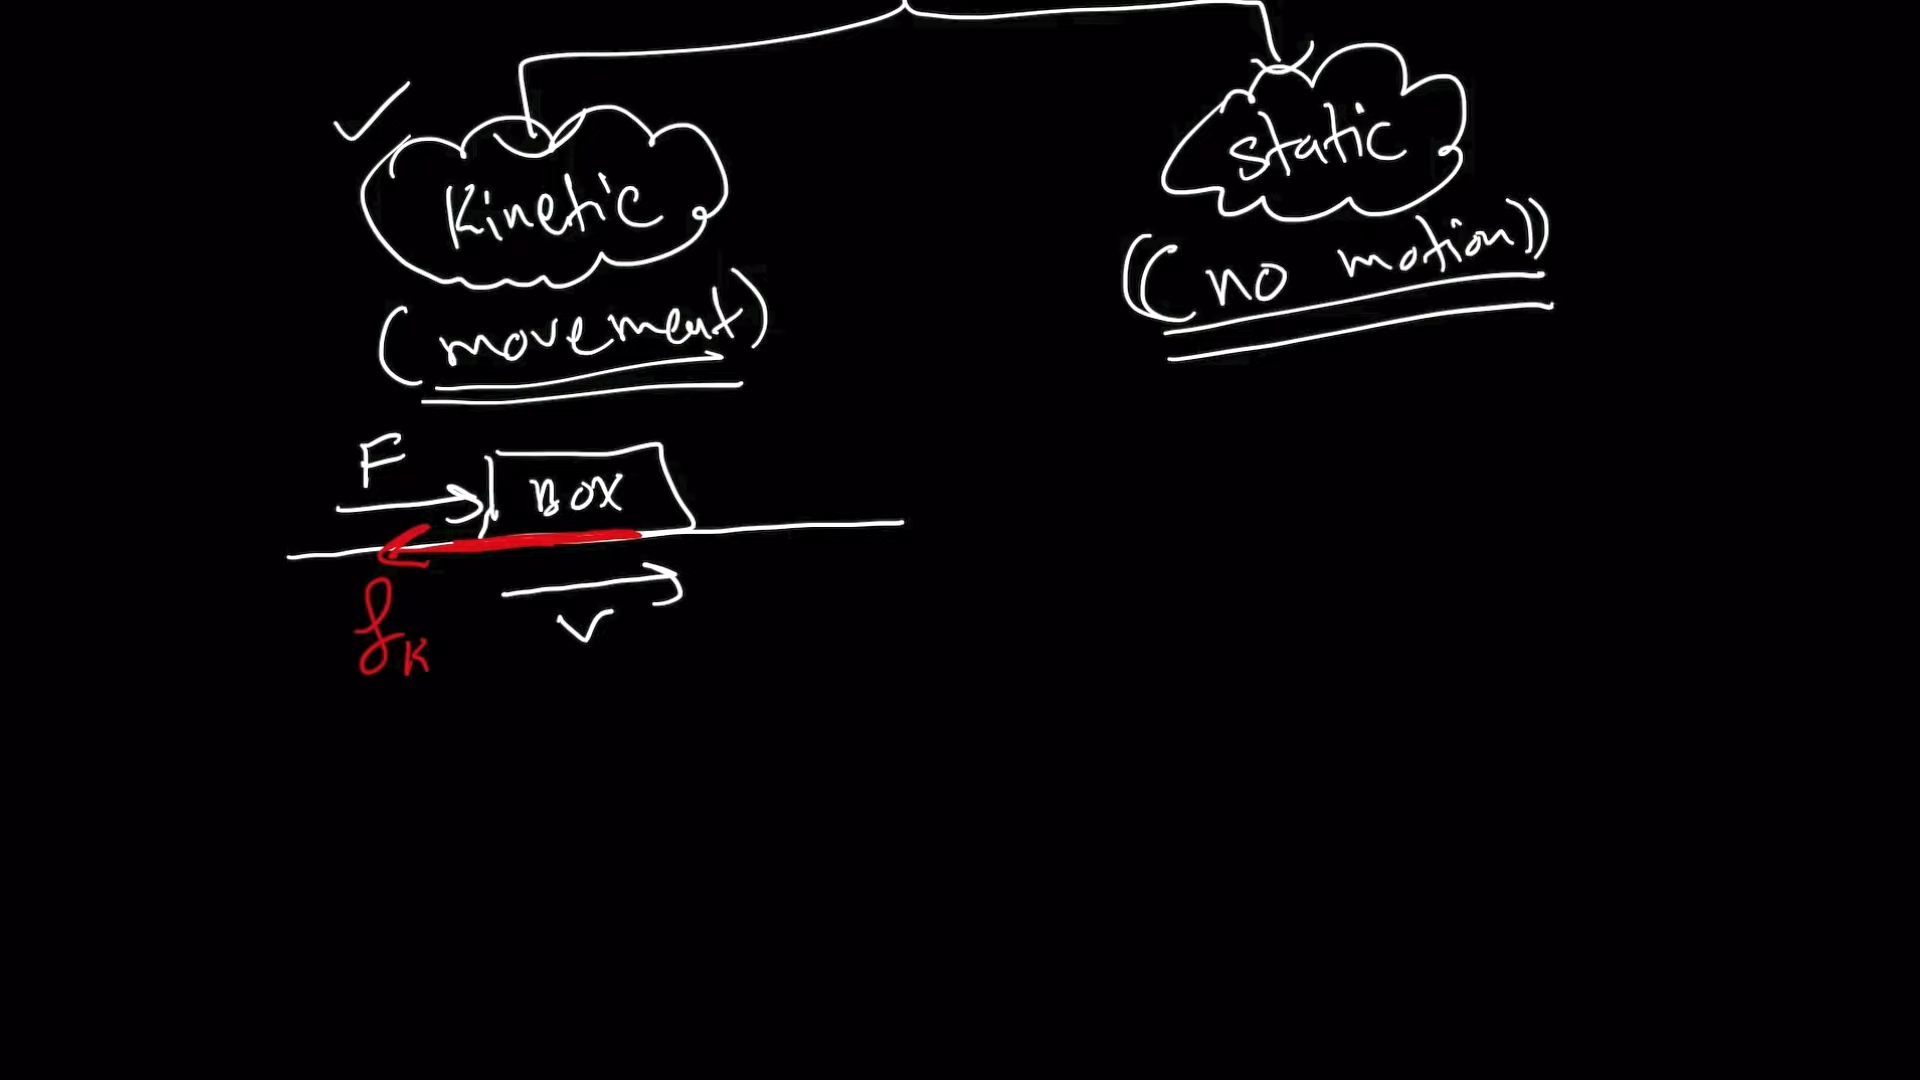 Kinetic
static
(movement)
((no motion))
F
BOX
v
fK